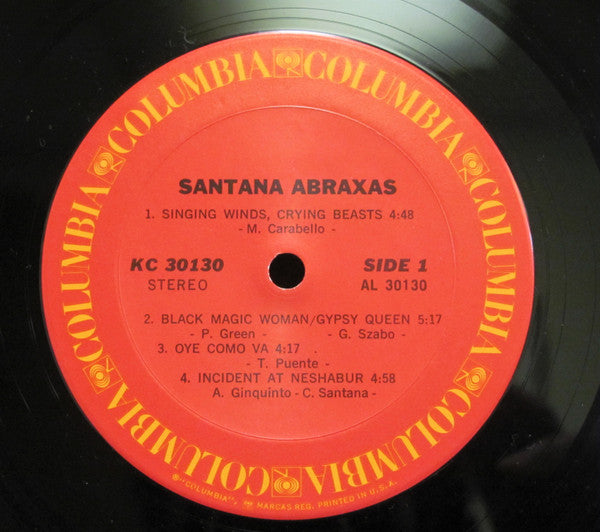 COLUMBIA COLUMBIA COLUMBIA COLUMBIA COLUMBIA COLUMBIA
SANTANA ABRAXAS
1. SINGING WINDS, CRYING BEASTS 4:48
- M. Carabello -
KC 30130 SIDE 1
STEREO AL 30130
2. BLACK MAGIC WOMAN/GYPSY QUEEN 5:17
- P. Green - - G. Szabo -
3. OYE COMO VA 4:17 .
- T. Puente -
4. INCIDENT AT NESHABUR 4:58
A. Ginquinto - C. Santana -
℗"COLUMBIA", MARCAS REG. PRINTED IN U.S.A.